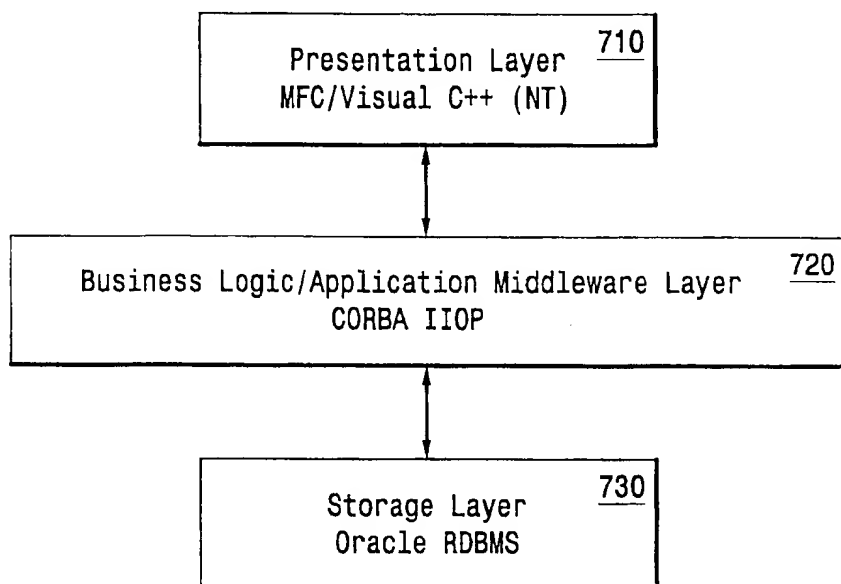 710
Presentation Layer
MFC/Visual C++ (NT)
720
Business Logic/Application Middleware Layer
CORBA IIOP
730
Storage Layer
Oracle RDBMS